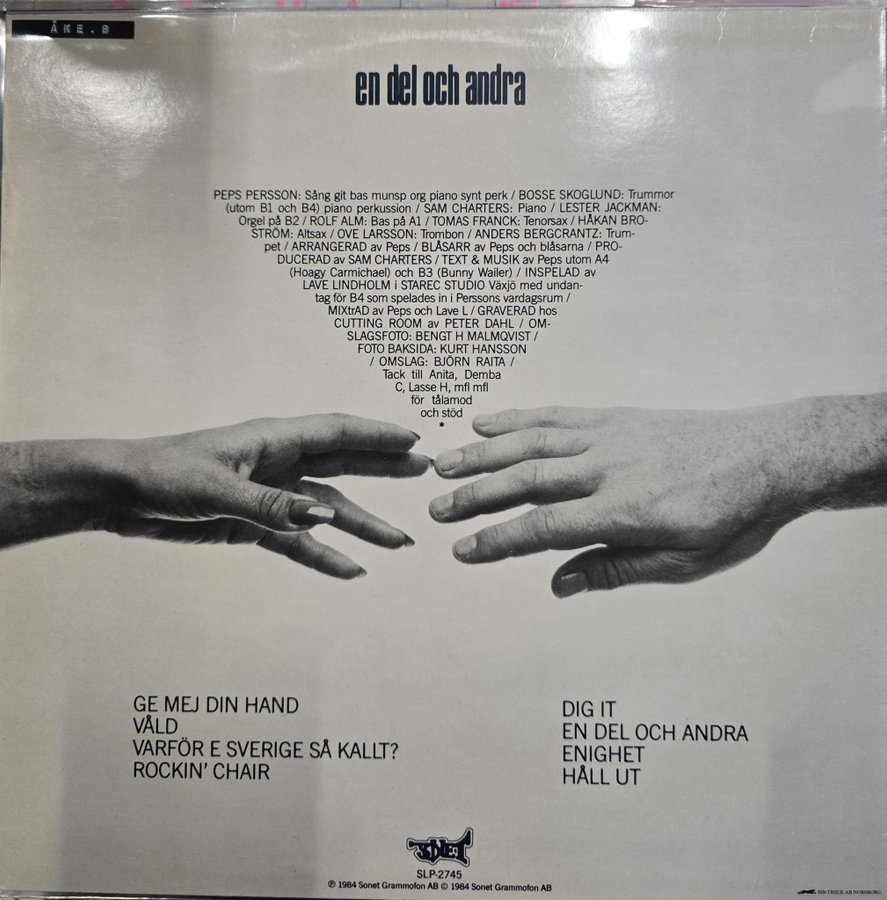 ÅKE.B
en del och andra
PEPS PERSSON: Sång git bas munsp org piano synt perk / BOSSE SKOGLUND: Trummor
(utom B1 och B4) piano perkussion / SAM CHARTERS: Piano / LESTER JACKMAN:
Orgel på B2 / ROLF ALM: Bas på A1 / TOMAS FRANCK: Tenorsax / HÅKAN BRO-
STRÖM: Altsax / OVE LARSSON: Trombon / ANDERS BERGCRANTZ: Trum-
pet / ARRANGERAD av Peps / BLÅSARR av Peps och blåsarna / PRO-
DUCERAD av SAM CHARTERS / TEXT & MUSIK av Peps utom A4
(Hoagy Carmichael) och B3 (Bunny Wailer) / INSPELAD av
LAVE LINDHOLM i STAREC STUDIO Växjö med undan-
tag för B4 som spelades in i Perssons vardagsrum /
MIXtrAD av Peps och Lave L / GRAVERAD hos
CUTTING ROOM av PETER DAHL / OM-
SLAGSFOTO: BENGT H MALMQVIST /
FOTO BAKSIDA: KURT HANSSON
/ OMSLAG: BJÖRN RAITA /
Tack till Anita, Demba
C, Lasse H, mfl mfl
för tålamod
och stöd
*
GE MEJ DIN HAND
VÅLD
VARFÖR E SVERIGE SÅ KALLT?
ROCKIN' CHAIR
DIG IT
EN DEL OCH ANDRA
ENIGHET
HÅLL UT
SONET
SLP-2745
℗ 1984 Sonet Grammofon AB © 1984 Sonet Grammofon AB
SIB-TRYCK AB NORSBORG